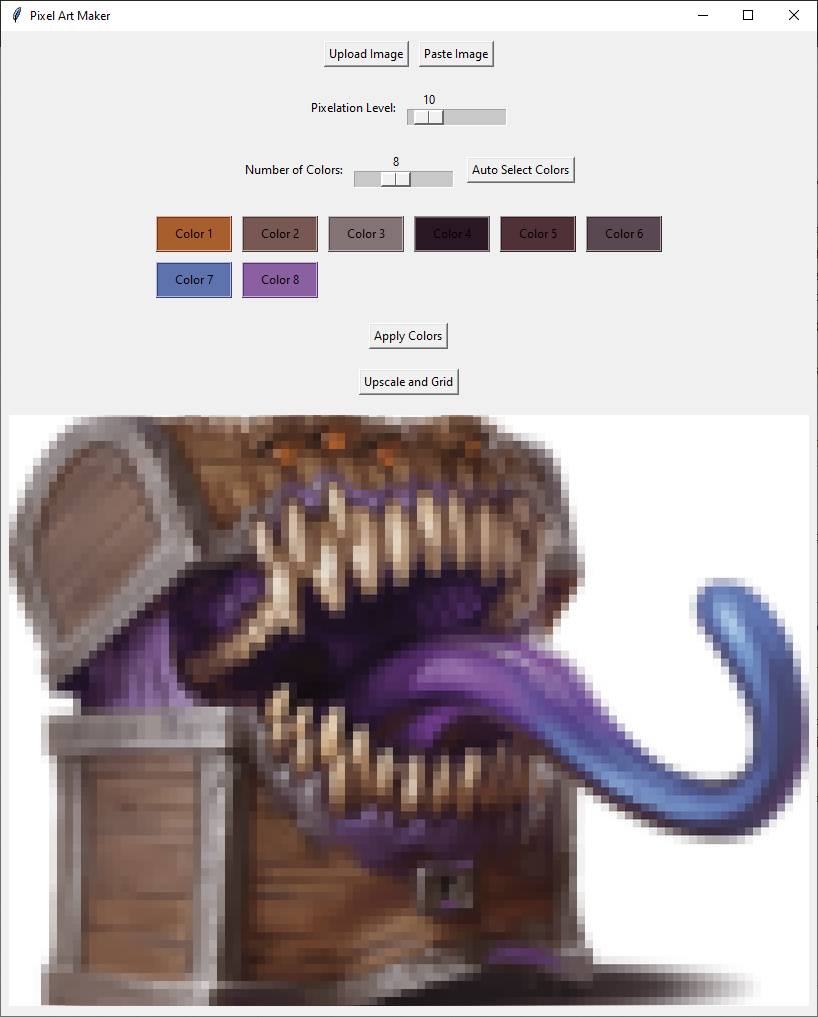 Pixel Art Maker
Upload Image Paste Image
10
Pixelation Level:
8
Number of Colors: Auto Select Colors
Color 1 Color 2 Color 3 Color 4 Color 5 Color 6
Color 7 Color 8
Apply Colors
Upscale and Grid